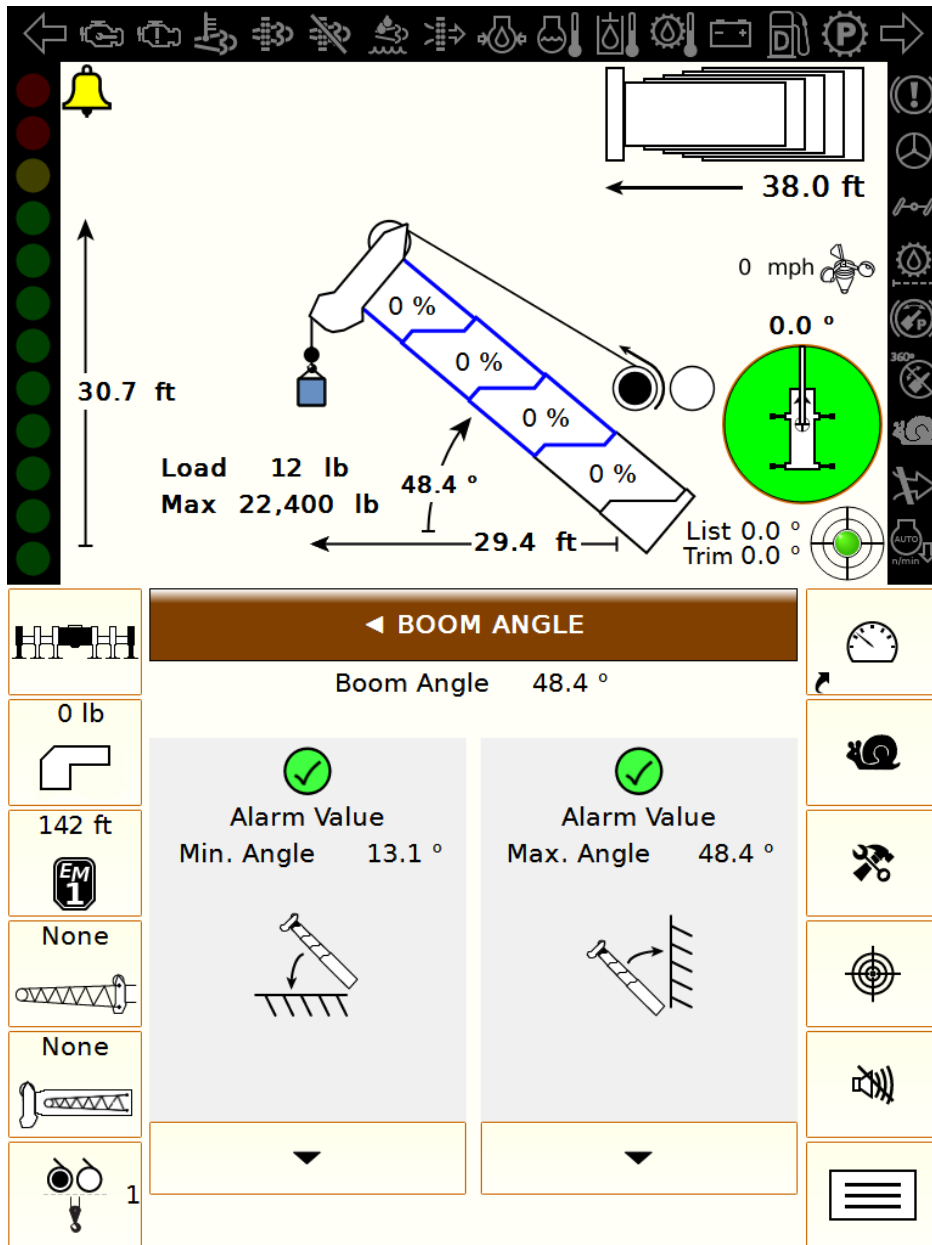 D
P
38.0 ft
0 mph
0 %
0.0 º
P
0 %
360º
30.7 ft
0 %
Load 12 lb
48.4 º
0 %
Max 22,400 lb
29.4 ft
List 0.0 º
Trim 0.0 º
AUTO
n/min
◄ BOOM ANGLE
Boom Angle 48.4 º
0 lb
142 ft
EM
1
None
None
1
Alarm Value
Min. Angle 13.1 º
Alarm Value
Max. Angle 48.4 º